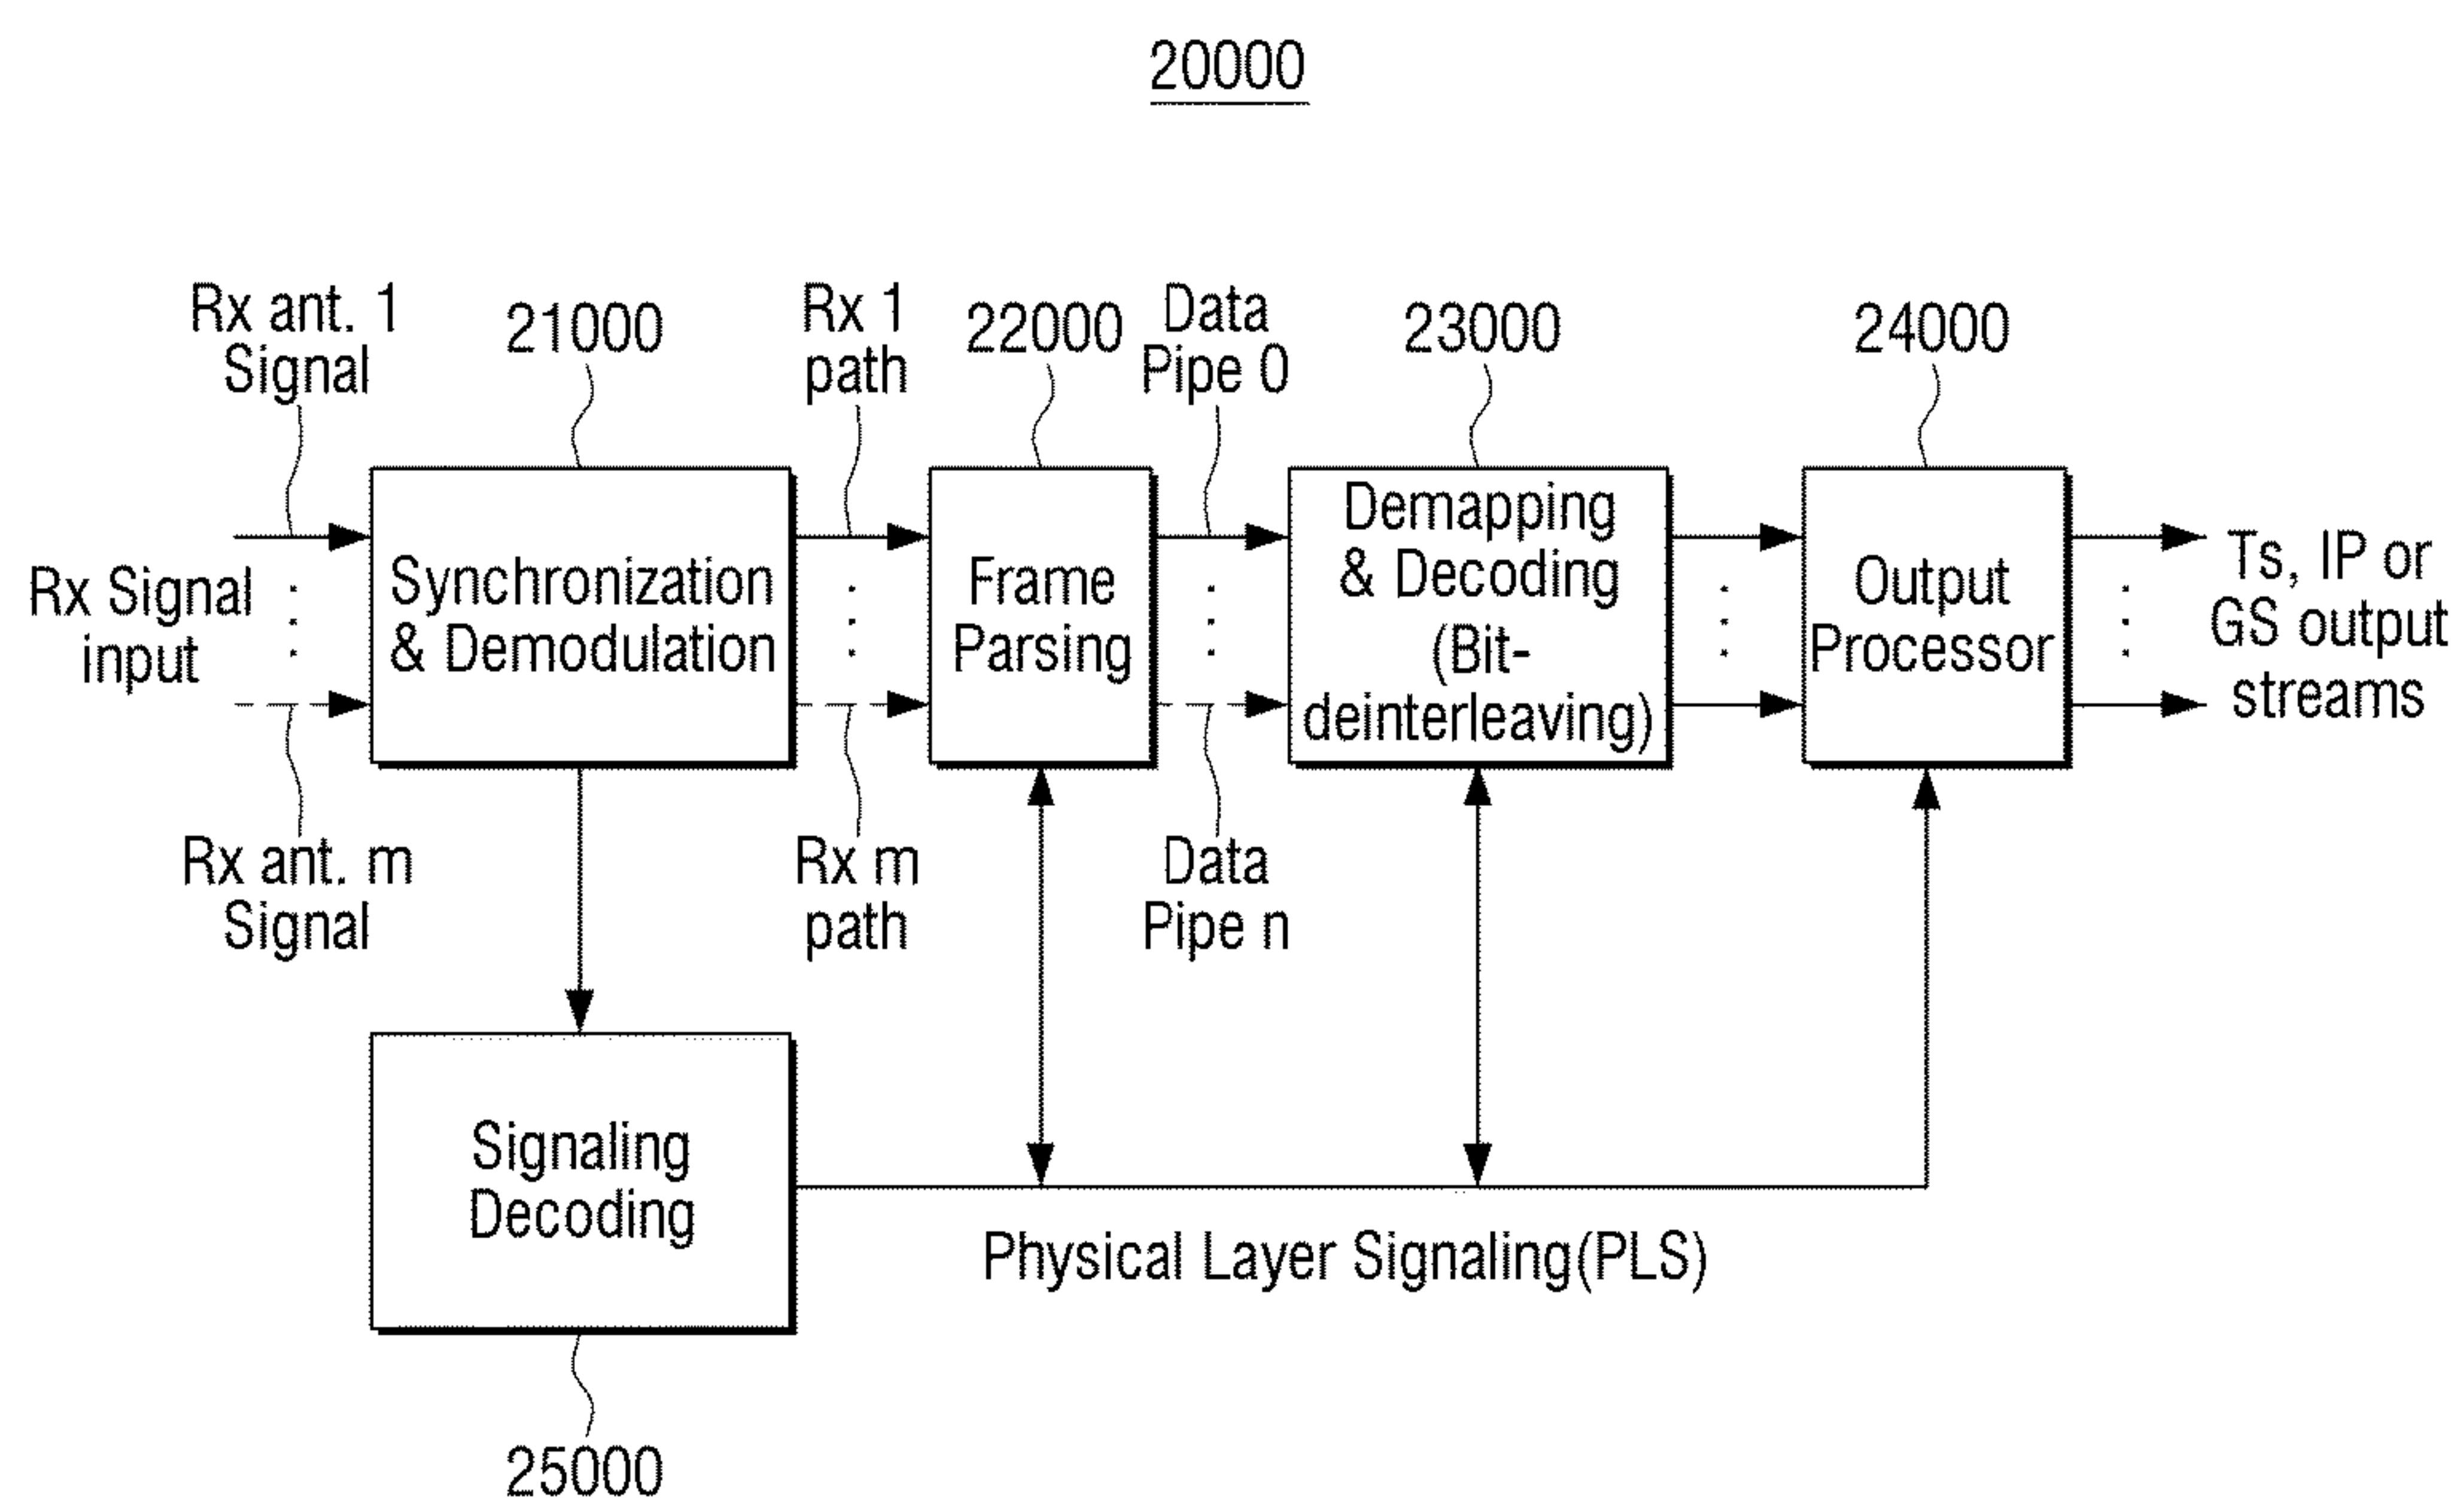 20000
Rx ant. 1
Signal
21000
Rx 1
path
22000
Data
Pipe 0
23000
24000
Rx Signal
input
Synchronization
& Demodulation
Frame
Parsing
Demapping
& Decoding
(Bit-
deinterleaving)
Output
Processor
Ts, IP or
GS output
streams
Rx ant. m
Signal
Rx m
path
Data
Pipe n
Signaling
Decoding
Physical Layer Signaling(PLS)
25000